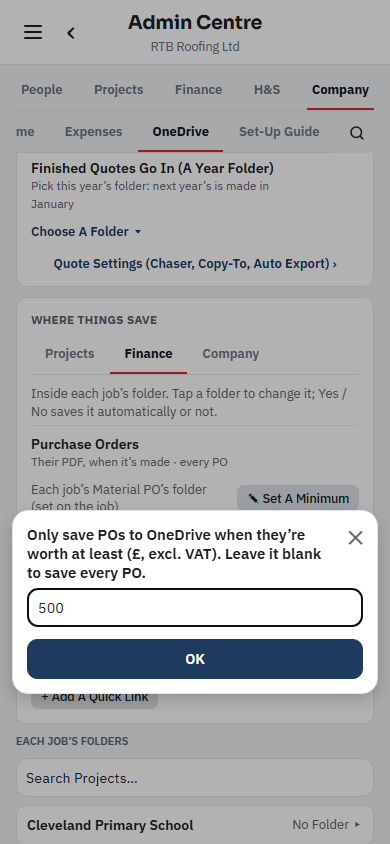 Admin Centre
RTB Roofing Ltd
People Projects Finance H&S Company
me Expenses OneDrive Set-Up Guide
Finished Quotes Go In (A Year Folder)
Pick this year’s folder: next year’s is made in
January
Choose A Folder
Quote Settings (Chaser, Copy-To, Auto Export) ›
WHERE THINGS SAVE
Projects Finance Company
Inside each job’s folder. Tap a folder to change it; Yes /
No saves it automatically or not.
Purchase Orders
Their PDF, when it’s made · every PO
Each job’s Material PO’s folder
(set on the job)
Set A Minimum
Only save POs to OneDrive when they’re
worth at least (£, excl. VAT). Leave it blank
to save every PO.
500
OK
+ Add A Quick Link
EACH JOB’S FOLDERS
Search Projects...
Cleveland Primary School No Folder